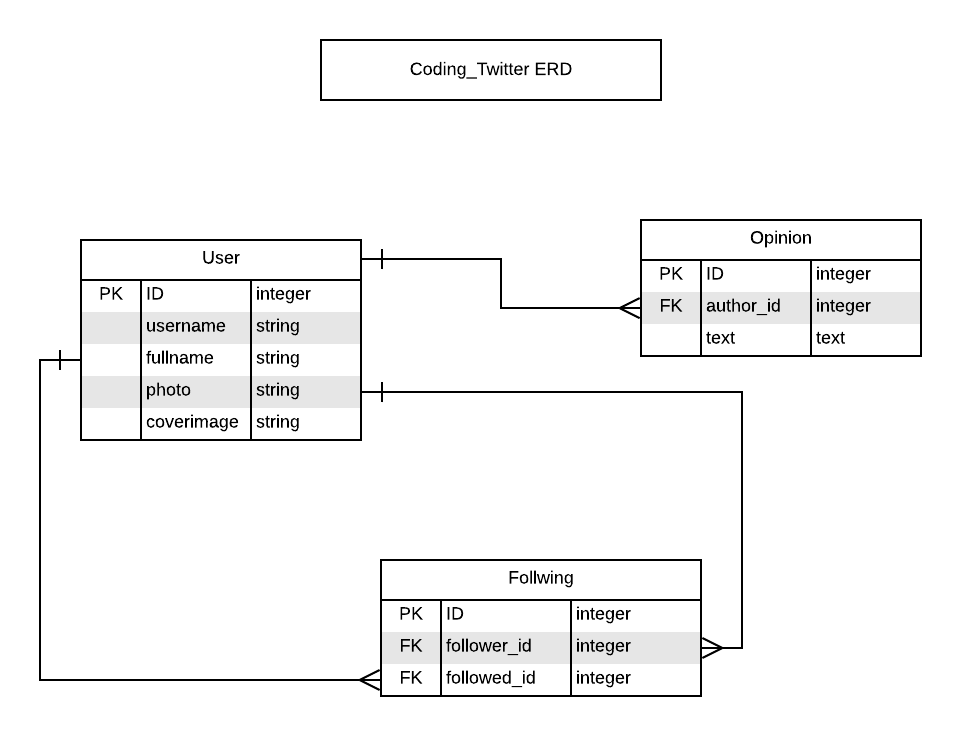 Coding_Twitter ERD
User
PK ID integer
username string
fullname string
photo string
coverimage string
Opinion
PK ID integer
FK author_id integer
text text
Follwing
PK ID integer
FK follower_id integer
FK followed_id integer